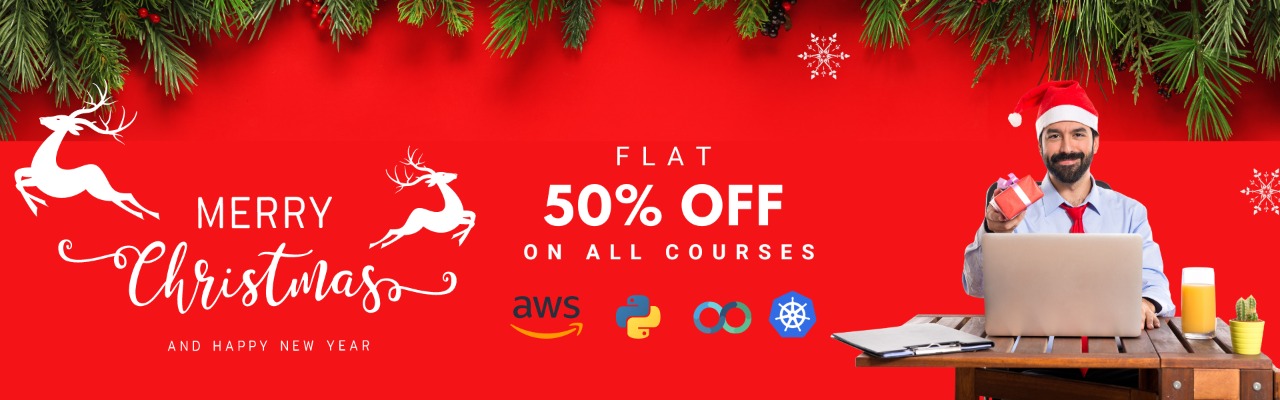 MERRY
Christmas
AND HAPPY NEW YEAR
FLAT
50% OFF
ON ALL COURSES
aws